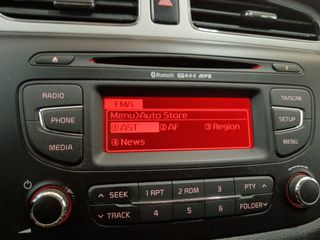 Bluetooth RDS MP3
RADIO
PHONE
MEDIA
FMA
Menu>Auto Store
①AST ②AF ③Region
④News
TA/SCAN
SETUP
MENU
SEEK 1 RPT 2 RDM 3 PTY
TRACK 4 5 6 FOLDER